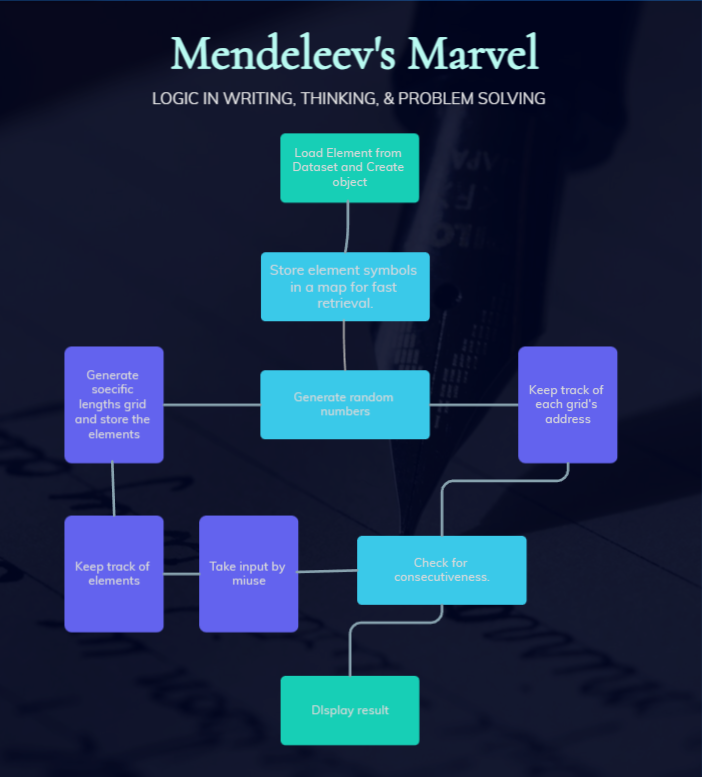 Mendeleev's Marvel
LOGIC IN WRITING, THINKING, & PROBLEM SOLVING
Load Element from
Dataset and Create
object
Store element symbols
in a map for fast
retrieval.
Generate
soecific
lengths grid
and store the
elements
Generate random
numbers
Keep track of
each grid's
address
Keep track of
elements
Take input by
miuse
Check for
consecutiveness.
DIsplay result